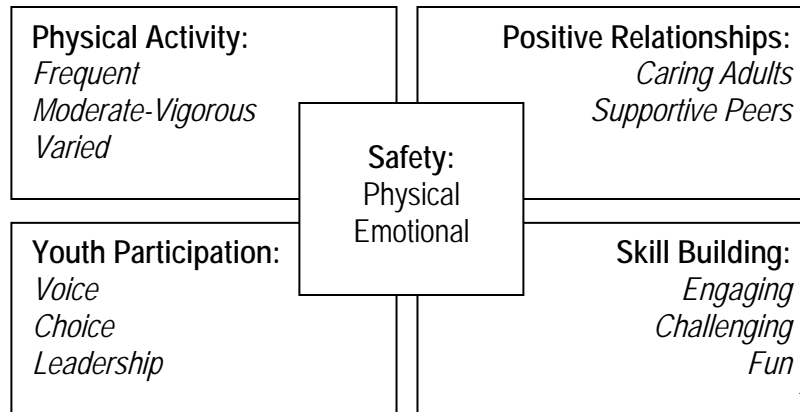 Physical Activity:
Frequent
Moderate-Vigorous
Varied
Positive Relationships:
Caring Adults
Supportive Peers
Safety:
Physical
Emotional
Youth Participation:
Voice
Choice
Leadership
Skill Building:
Engaging
Challenging
Fun